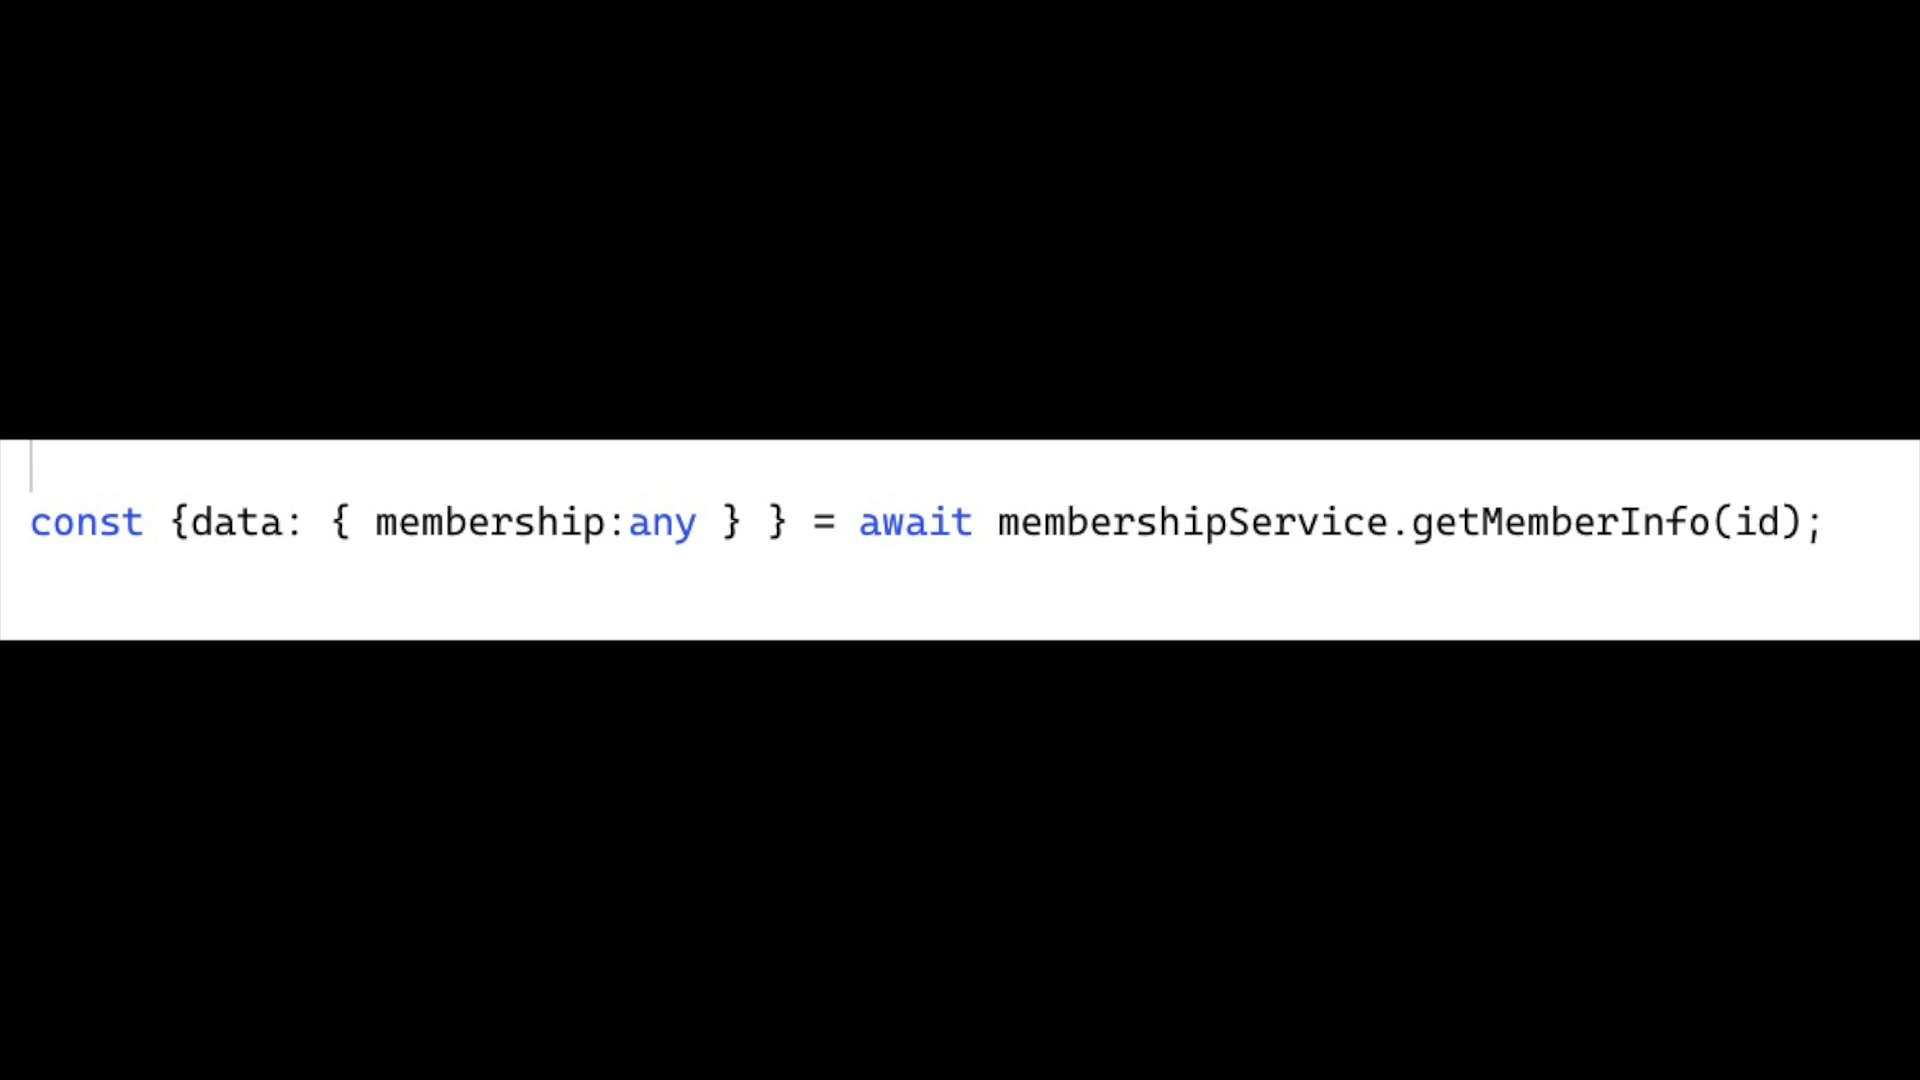 const {data: { membership:any } } = await membershipService.getMemberInfo(id);